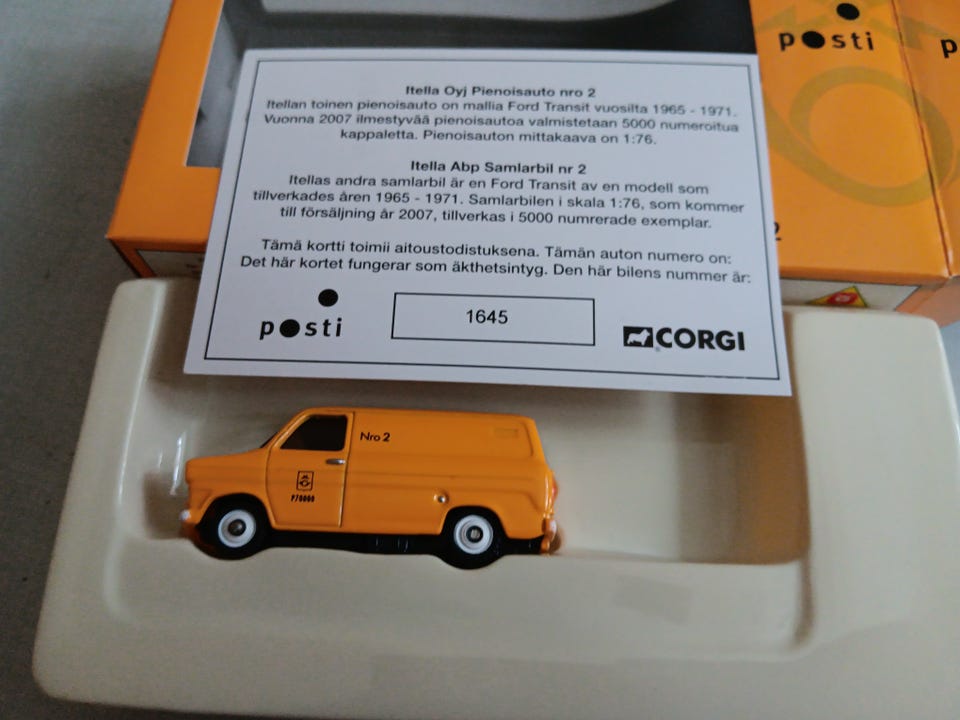 posti
p
Itella Oyj Pienoisauto nro 2
Itellan toinen pienoisauto on mallia Ford Transit vuosilta 1965 - 1971.
Vuonna 2007 ilmestyvää pienoisautoa valmistetaan 5000 numeroitua
kappaletta. Pienoisauton mittakaava on 1:76.
Itella Abp Samlarbil nr 2
Itellas andra samlarbil är en Ford Transit av en modell som
tillverkades åren 1965 - 1971. Samlarbilen i skala 1:76, som kommer
till försäljning år 2007, tillverkas i 5000 numrerade exemplar.
2
Tämä kortti toimii aitoustodistuksena. Tämän auton numero on:
Det här kortet fungerar som äkthetsintyg. Den här bilens nummer är:
posti
1645
CORGI
Nro 2